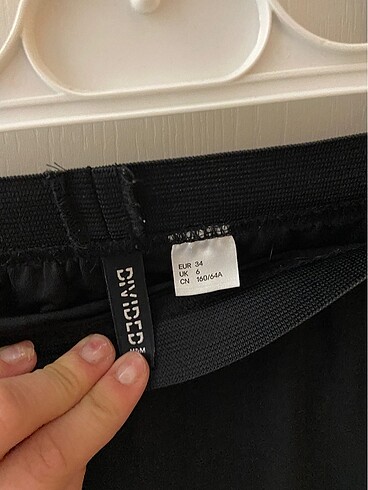 DIVIDED
H&M
EUR 34
UK 6
CN 160/64A